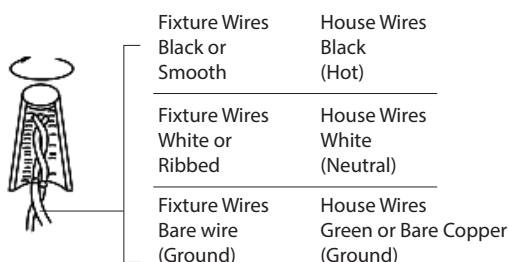 Fixture Wires House Wires
Black or Black
Smooth (Hot)
Fixture Wires House Wires
White or White
Ribbed (Neutral)
Fixture Wires House Wires
Bare wire Green or Bare Copper
(Ground) (Ground)